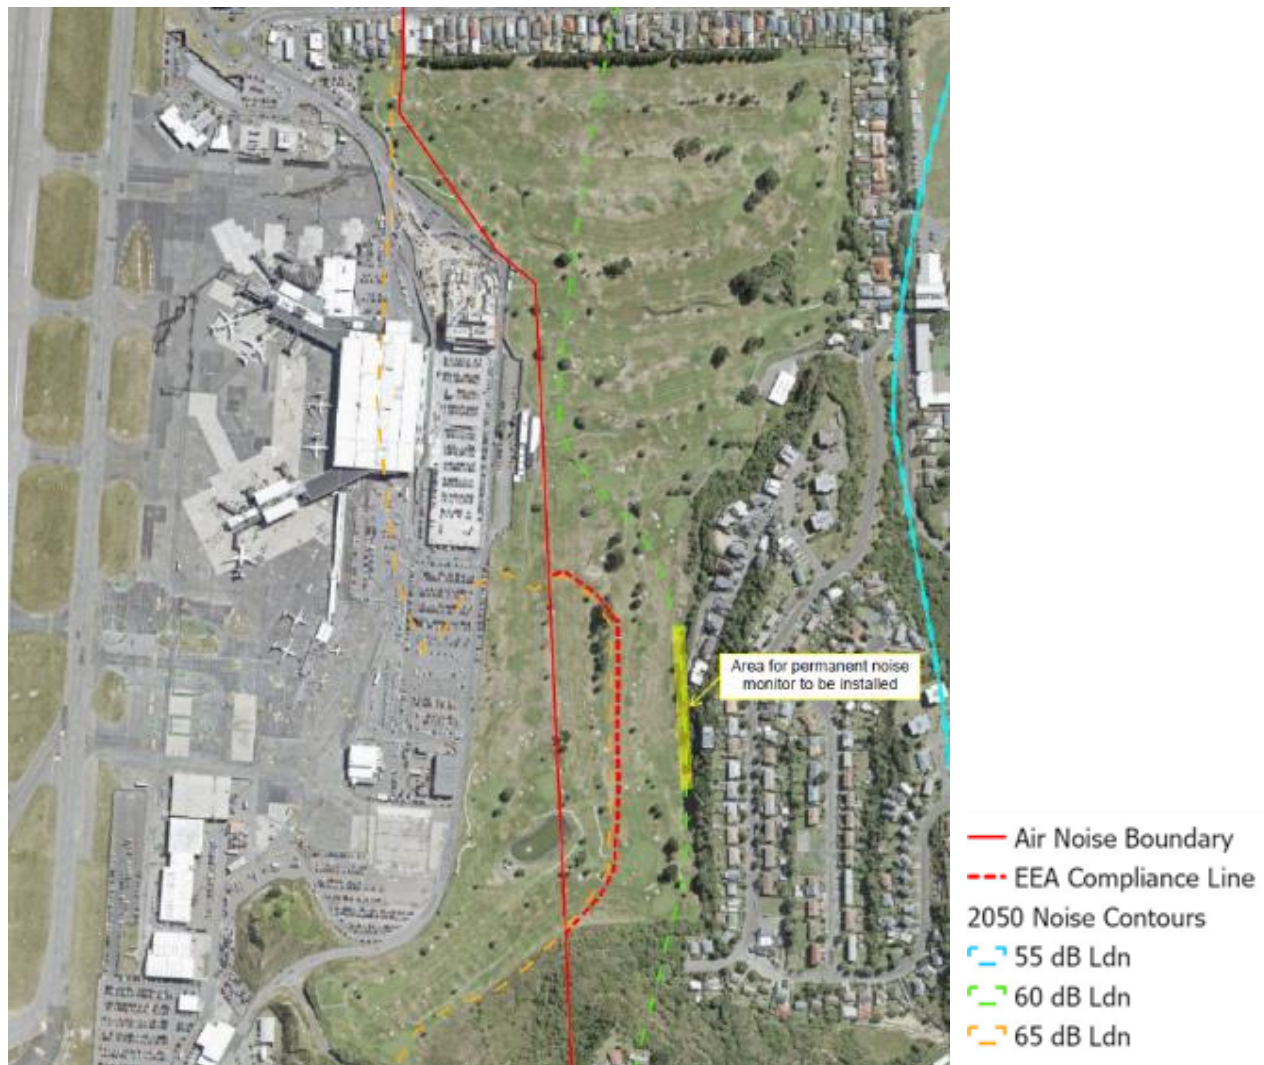 Area for permanent noise
monitor to be installed
Air Noise Boundary
EEA Compliance Line
2050 Noise Contours
55 dB Ldn
60 dB Ldn
65 dB Ldn